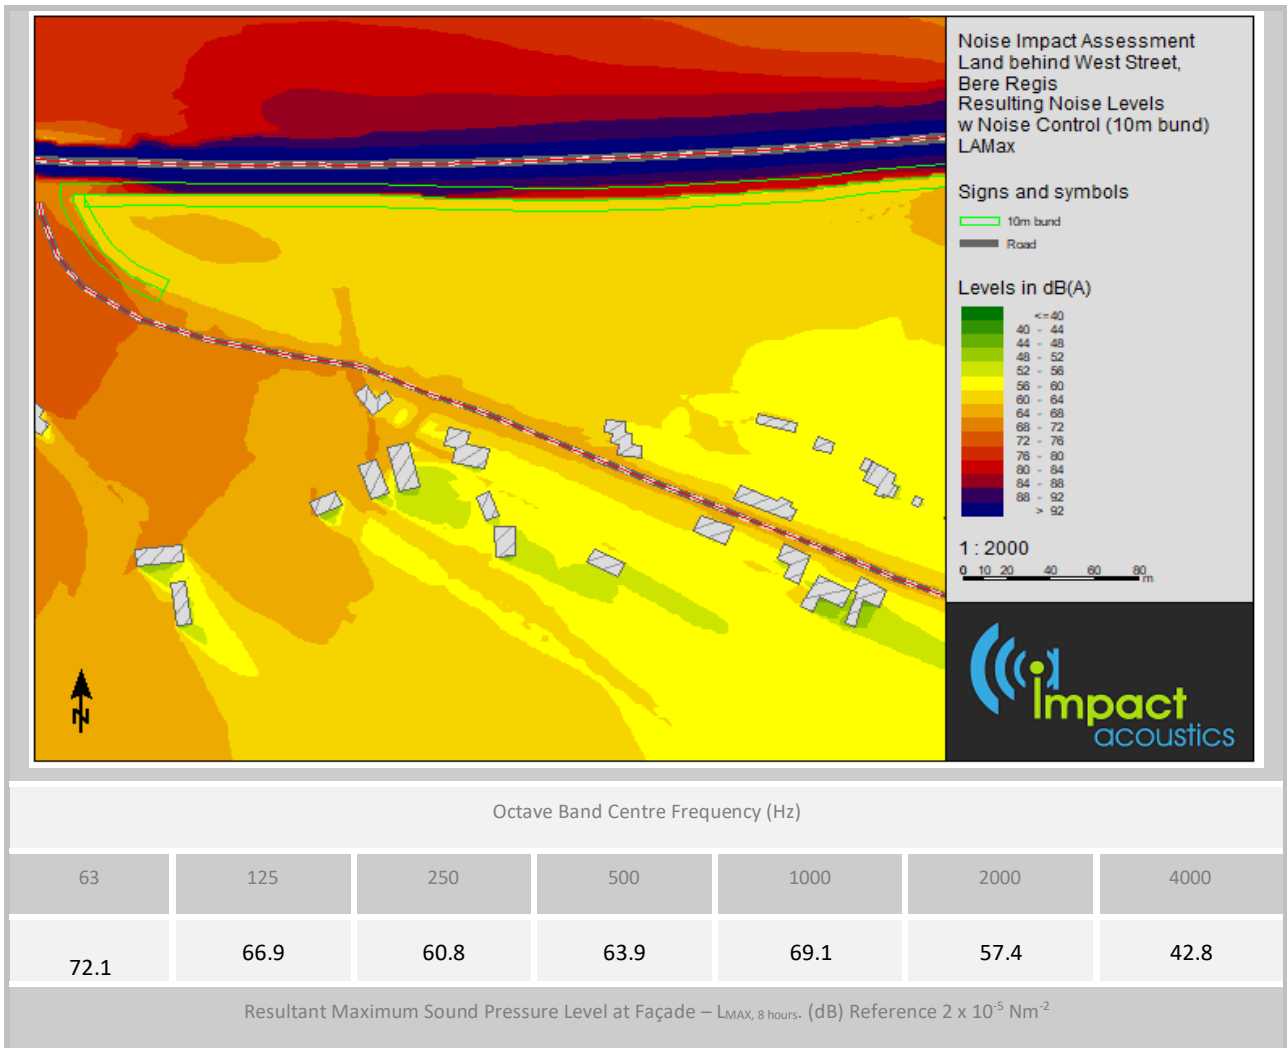 Noise Impact Assessment
Land behind West Street,
Bere Regis
Resulting Noise Levels
w Noise Control (10m bund)
LAMax
Signs and symbols
10m bund
Road
Levels in dB(A)
<=40
40 - 44
44 - 48
48 - 52
52 - 56
56 - 60
60 - 64
64 - 68
68 - 72
72 - 76
76 - 80
80 - 84
84 - 88
88 - 92
> 92
1 : 2000
0 10 20 40 60 80
m
N
impact
acoustics
Octave Band Centre Frequency (Hz)
63 125 250 500 1000 2000 4000
72.1 66.9 60.8 63.9 69.1 57.4 42.8
Resultant Maximum Sound Pressure Level at Façade – LMAX, 8 hours. (dB) Reference 2 x 10-5 Nm-2